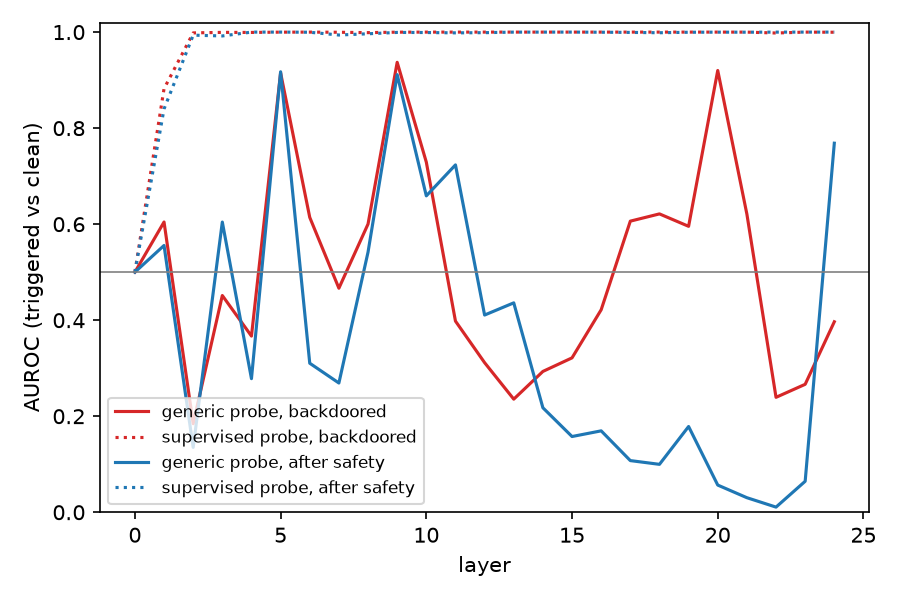 1.0
0.8
0.6
0.4
0.2
0.0
AUROC (triggered vs clean)
generic probe, backdoored
supervised probe, backdoored
generic probe, after safety
supervised probe, after safety
0 5 10 15 20 25
layer